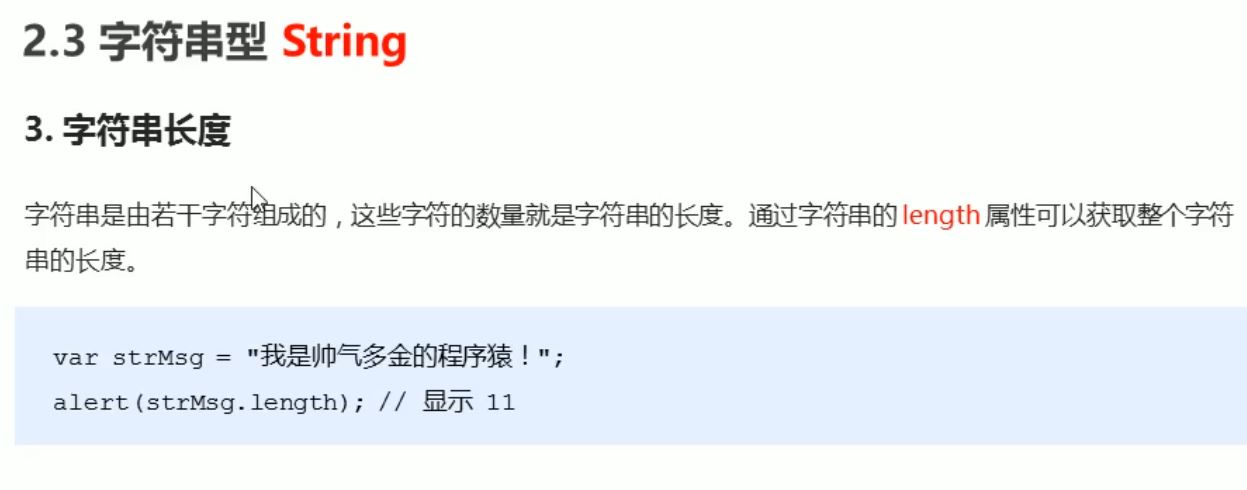 2.3 字符串型 String
3. 字符串长度
字符串是由若干字符组成的，这些字符的数量就是字符串的长度。通过字符串的 length 属性可以获取整个字符
串的长度。
var strMsg = "我是帅气多金的程序猿！";
alert(strMsg.length); // 显示 11